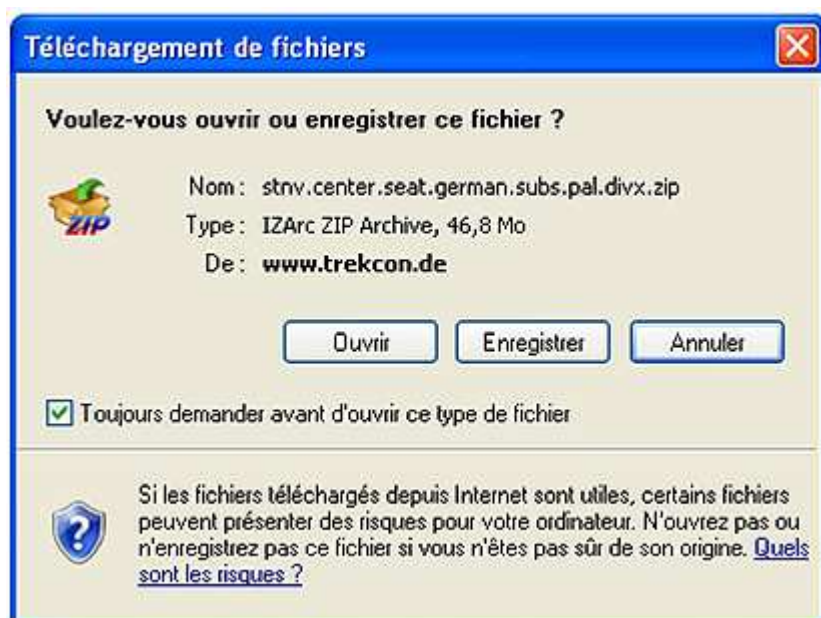 Téléchargement de fichiers
Voulez-vous ouvrir ou enregistrer ce fichier ?
ZIP
Nom : stnv.center.seat.german.subs.pal.divx.zip
Type : IZArc ZIP Archive, 46,8 Mo
De : www.trekcon.de
Ouvrir Enregistrer Annuler
Toujours demander avant d'ouvrir ce type de fichier
Si les fichiers téléchargés depuis Internet sont utiles, certains fichiers
peuvent présenter des risques pour votre ordinateur. N'ouvrez pas ou
n'enregistrez pas ce fichier si vous n'êtes pas sûr de son origine. Quels
sont les risques ?